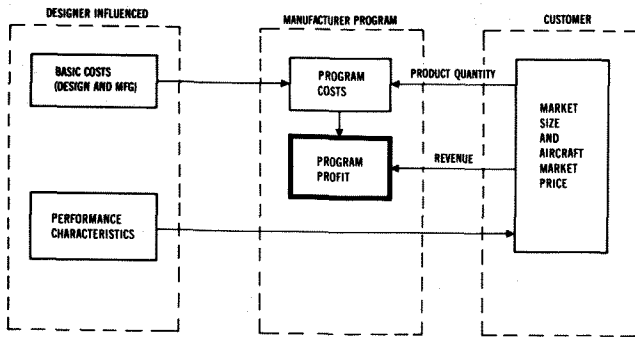 DESIGNER INFLUENCED
MANUFACTURER PROGRAM
CUSTOMER
BASIC COSTS
(DESIGN AND MFG)
PROGRAM
COSTS
PRODUCT QUANTITY
MARKET
SIZE
AND
AIRCRAFT
MARKET
PRICE
PROGRAM
PROFIT
REVENUE
PERFORMANCE
CHARACTERISTICS